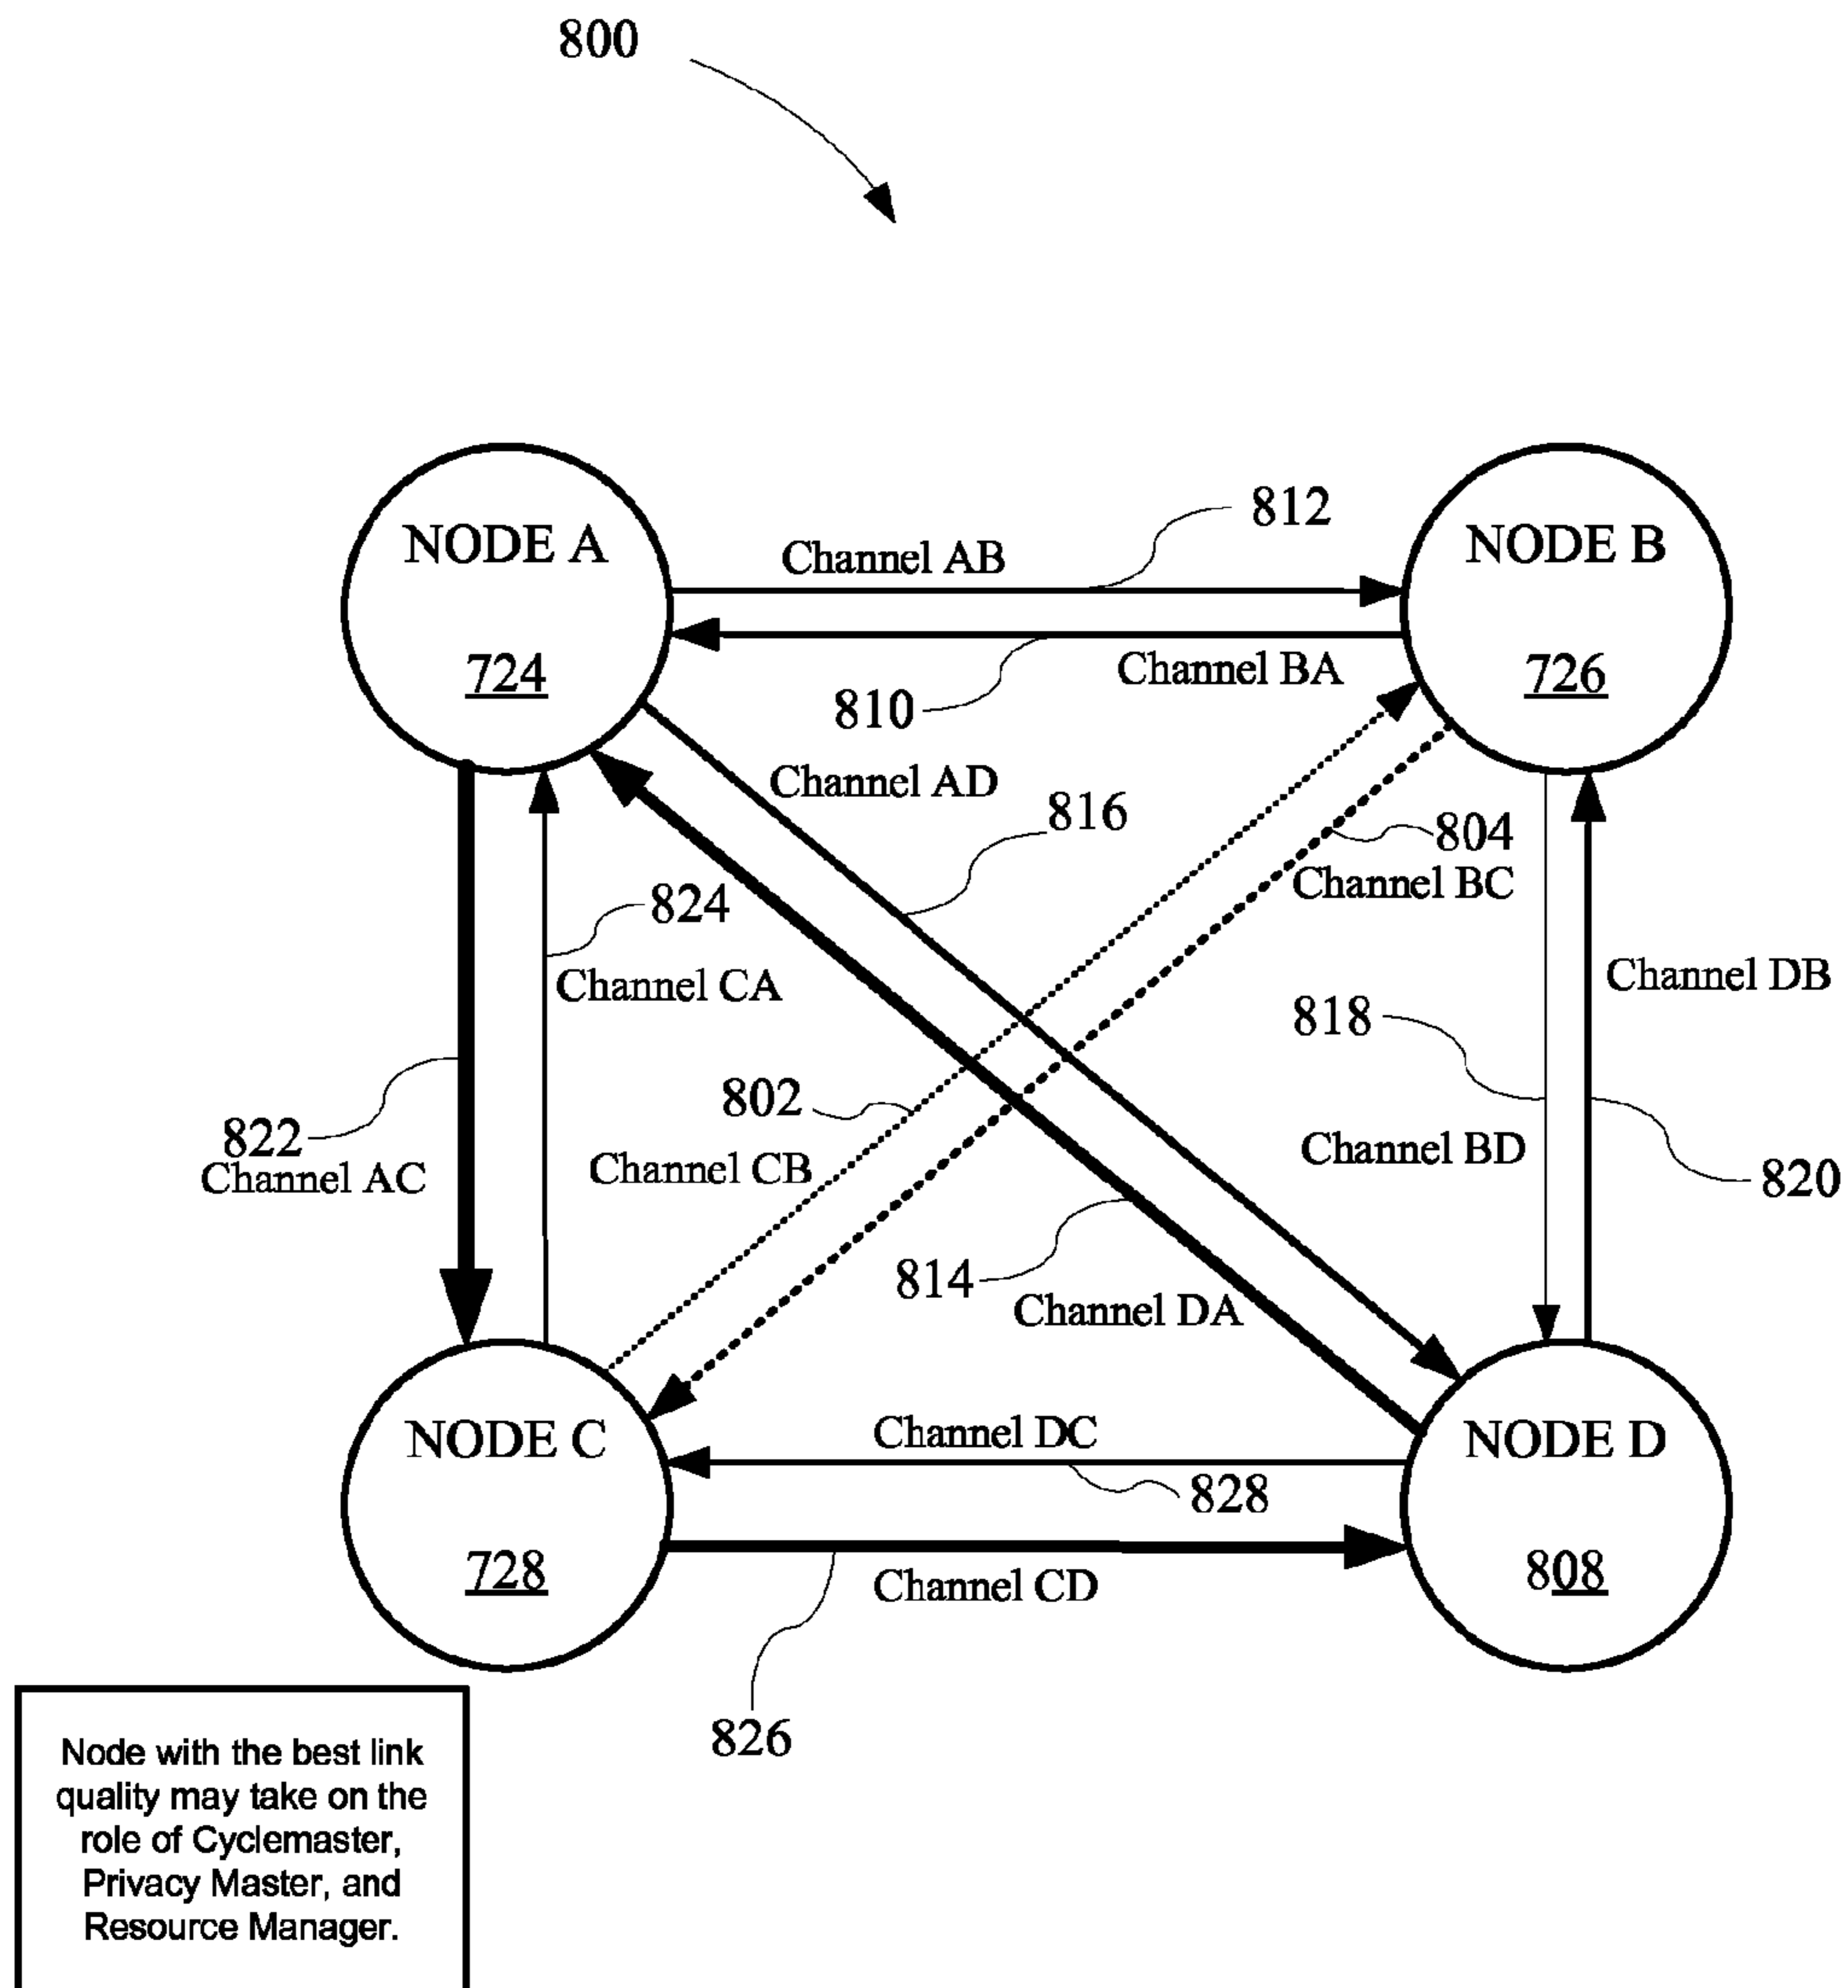 800
NODE A
724
NODE B
726
812
Channel AB
Channel BA
810
Channel AD
816
804
Channel BC
824
Channel CA
Channel DB
818
802
822
Channel AC
Channel CB
Channel BD
820
814
Channel DA
NODE C
728
Channel DC
828
NODE D
808
Channel CD
826
Node with the best link
quality may take on the
role of Cyclemaster,
Privacy Master, and
Resource Manager.